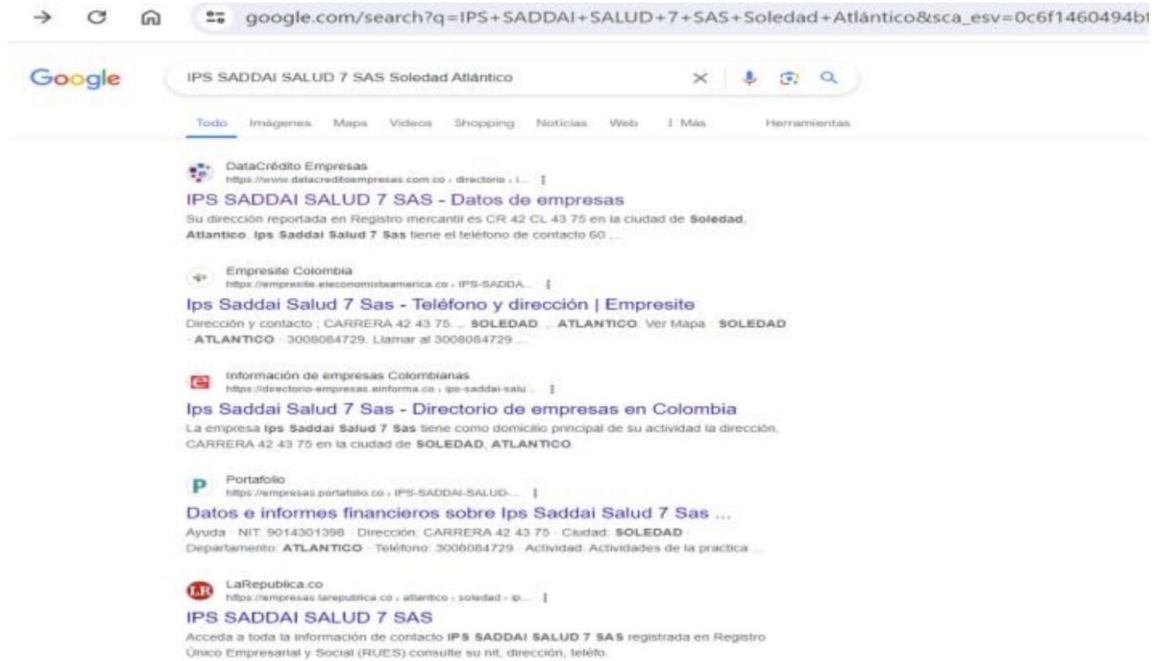 google.com/search?q=IPS+SADDAI+SALUD+7+SAS+Soledad+Atlántico&sca_esv=0c6f1460494bf
Google
IPS SADDAI SALUD 7 SAS Soledad Atlántico
Todo Imágenes Maps Videos Shopping Noticias Web Más Herramientas
DataCrédito Empresas
https://www.datacreditoempresas.com.co › directorio › i...
IPS SADDAI SALUD 7 SAS - Datos de empresas
Su dirección reportada en Registro mercantil es CR 42 CL 43 75 en la ciudad de Soledad,
Atlantico. Ips Saddai Salud 7 Sas tiene el teléfono de contacto 60 ...
Empresite Colombia
https://empresite.eleconomistaamerica.co › IPS-SADDA...
Ips Saddai Salud 7 Sas - Teléfono y dirección | Empresite
Dirección y contacto ; CARRERA 42 43 75. ., SOLEDAD ., ATLANTICO. Ver Mapa · SOLEDAD
· ATLANTICO · 3008084729. Llamar al 3008084729 ...
Información de empresas Colombianas
https://directorio-empresas.einforma.co › ips-saddai-salu...
Ips Saddai Salud 7 Sas - Directorio de empresas en Colombia
La empresa Ips Saddai Salud 7 Sas tiene como domicilio principal de su actividad la dirección,
CARRERA 42 43 75 en la ciudad de SOLEDAD, ATLANTICO
P
Portafolio
https://empresas.portafolio.co › IPS-SADDAI-SALUD-...
Datos e informes financieros sobre Ips Saddai Salud 7 Sas ...
Ayuda · NIT: 9014301398 · Dirección: CARRERA 42 43 75 · Ciudad: SOLEDAD ·
Departamento: ATLANTICO · Teléfono: 3008084729 · Actividad: Actividades de la practica ...
LR
LaRepublica.co
https://empresas.larepublica.co › atlantico › soledad › ip...
IPS SADDAI SALUD 7 SAS
Acceda a toda la información de contacto IPS SADDAI SALUD 7 SAS registrada en Registro
Único Empresarial y Social (RUES) consulte su nit, dirección, teléfo.